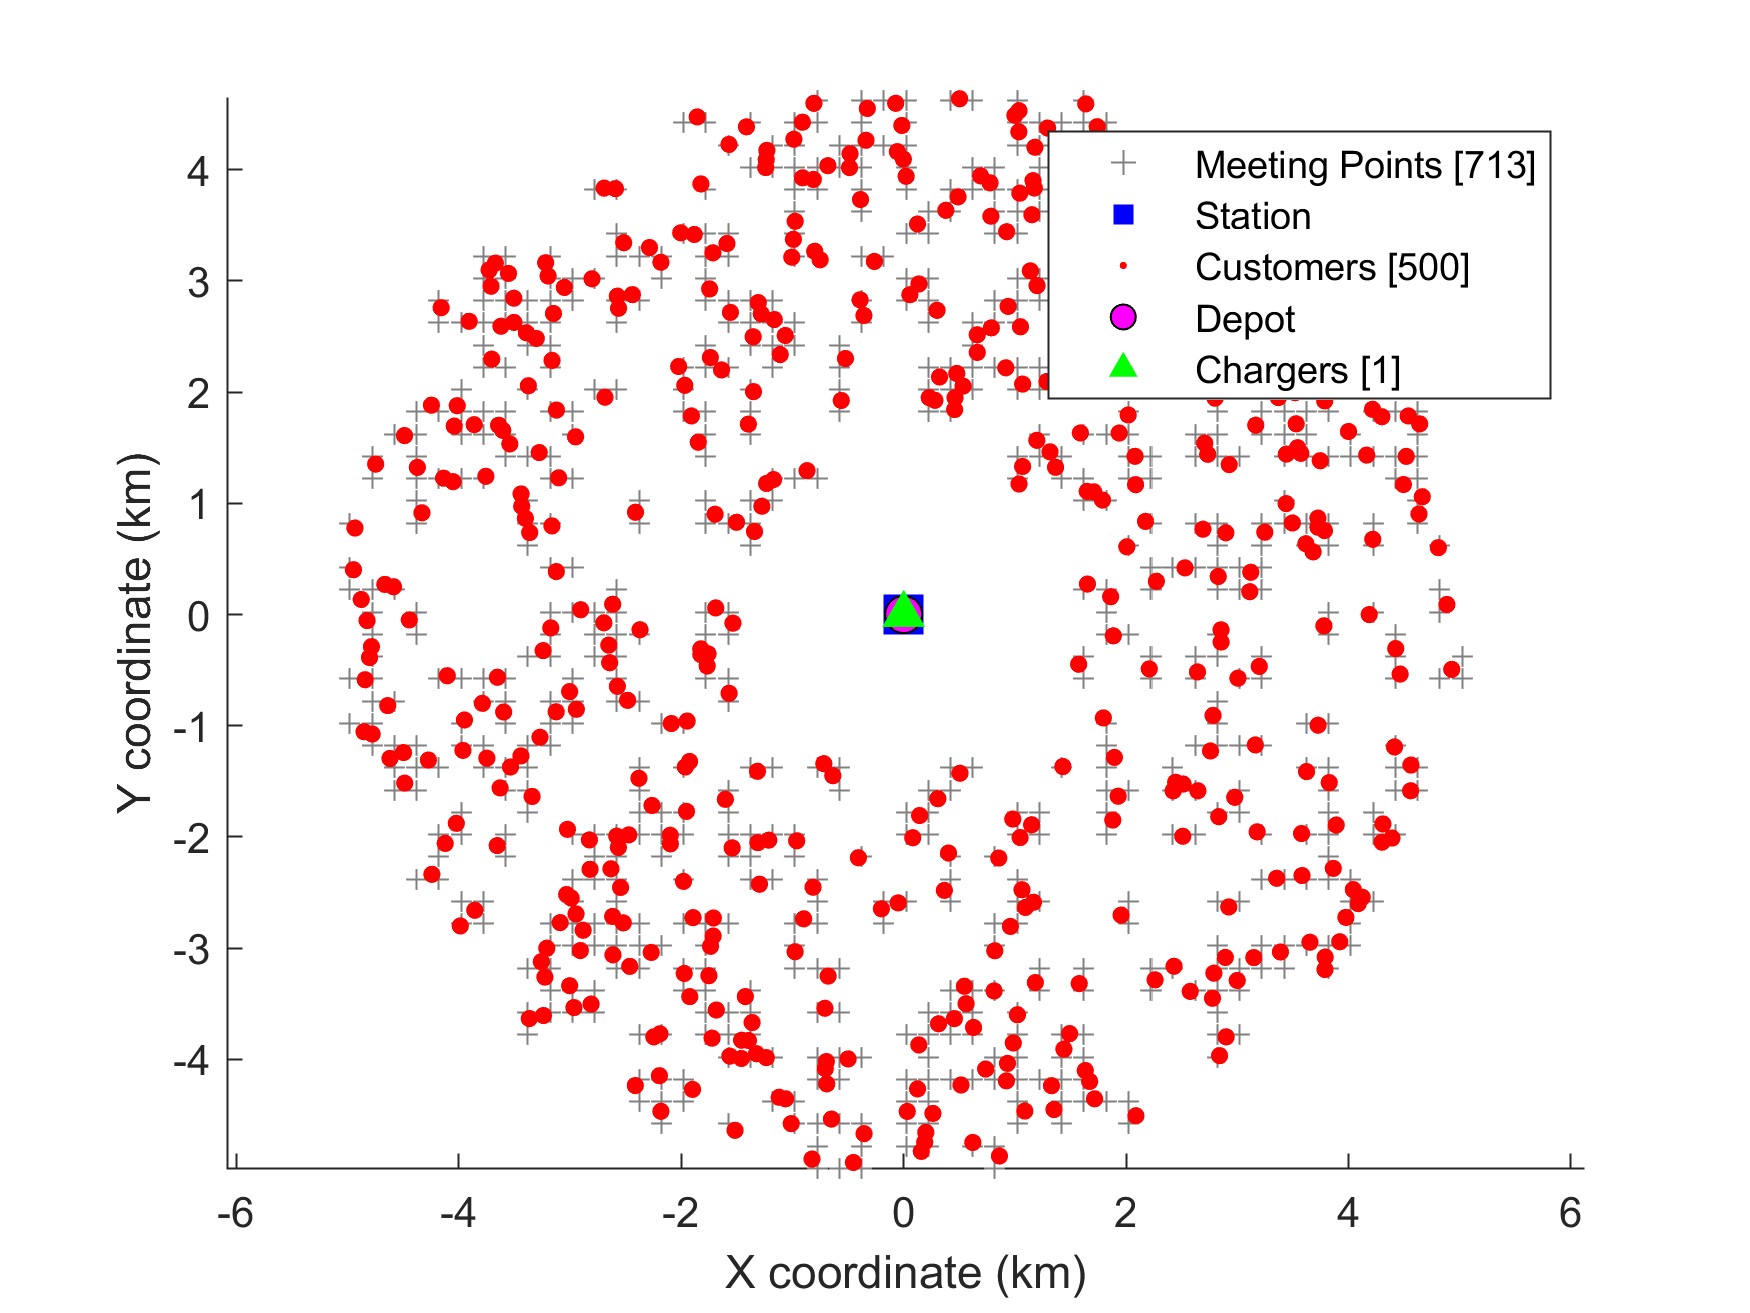 Meeting Points [713]
Station
Customers [500]
Depot
Chargers [1]
4
3
2
1
0
-1
-2
-3
-4
Y coordinate (km)
-6 -4 -2 0 2 4 6
X coordinate (km)